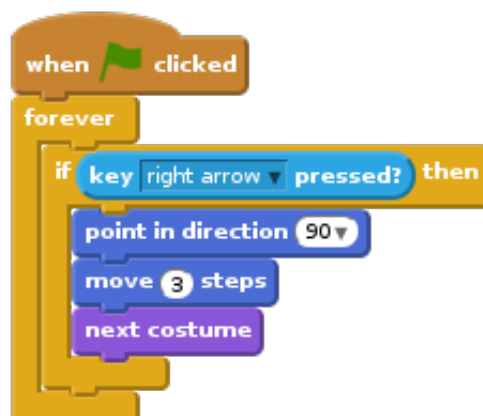 when clicked
forever
if key right arrow pressed? then
point in direction 90
move 3 steps
next costume